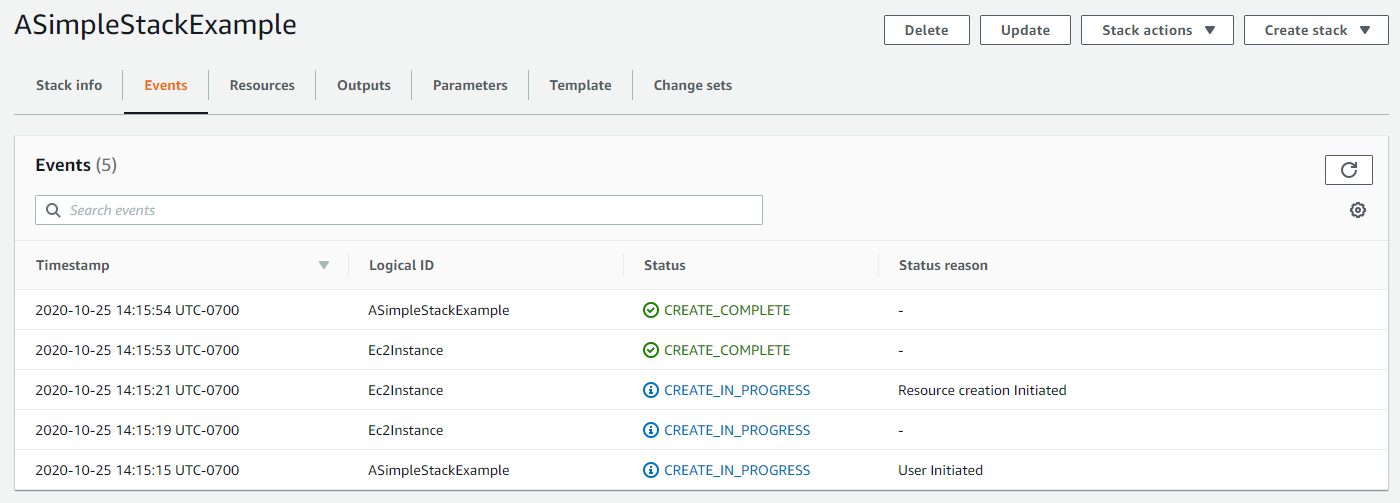 ASimpleStackExample
Delete Update Stack actions Create stack
Stack info Events Resources Outputs Parameters Template Change sets
Events (5)
Search events
Timestamp Logical ID Status Status reason
2020-10-25 14:15:54 UTC-0700 ASimpleStackExample CREATE_COMPLETE -
2020-10-25 14:15:53 UTC-0700 Ec2Instance CREATE_COMPLETE -
2020-10-25 14:15:21 UTC-0700 Ec2Instance CREATE_IN_PROGRESS Resource creation Initiated
2020-10-25 14:15:19 UTC-0700 Ec2Instance CREATE_IN_PROGRESS -
2020-10-25 14:15:15 UTC-0700 ASimpleStackExample CREATE_IN_PROGRESS User Initiated